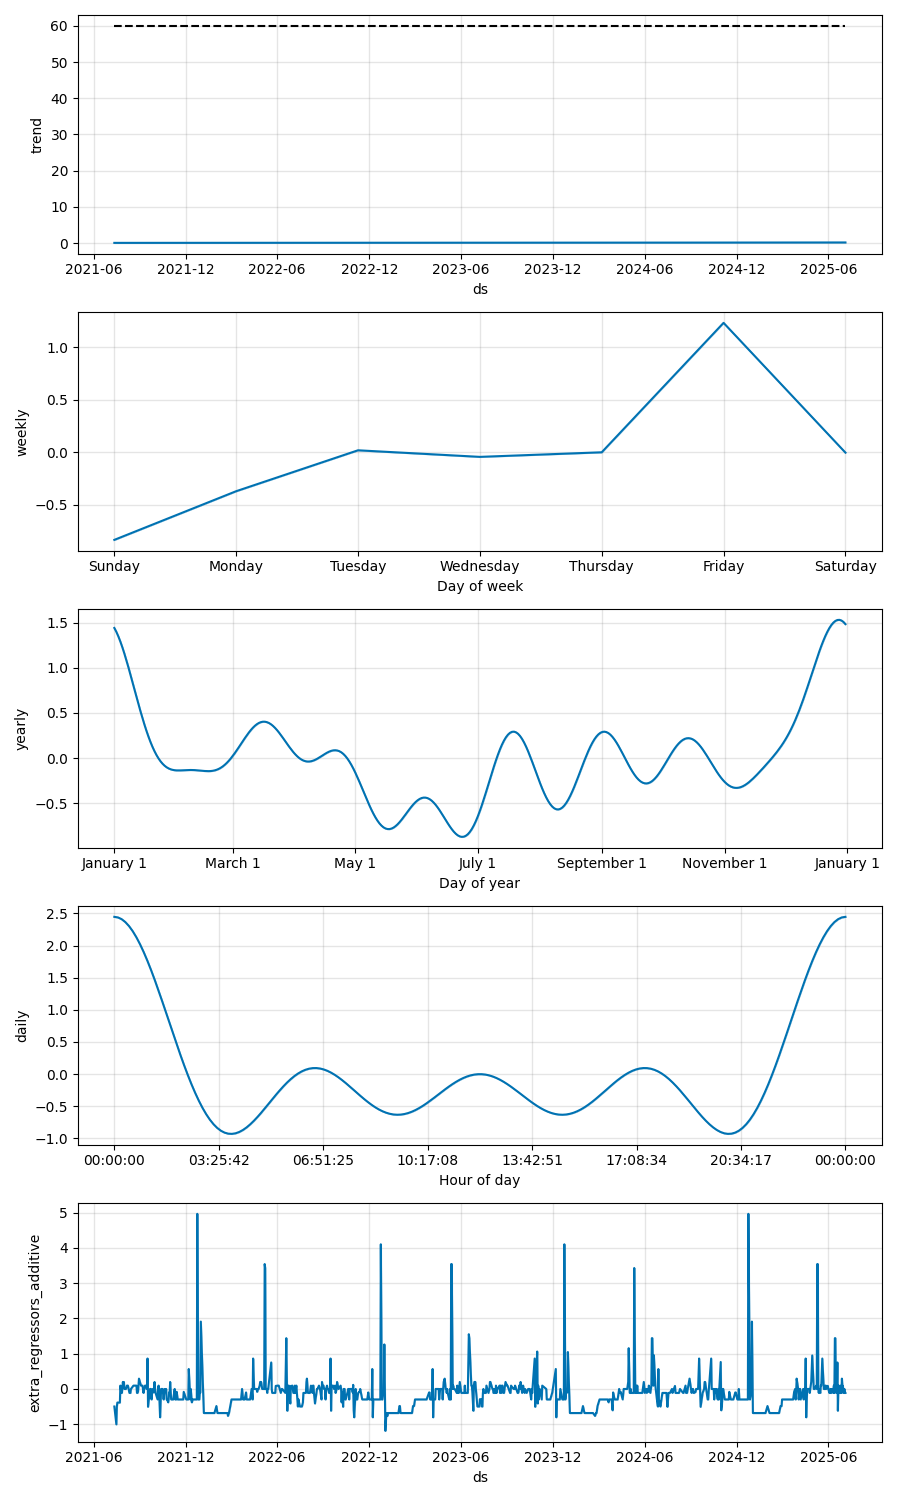 60
50
40
30
20
10
0
trend
2021-06 2021-12 2022-06 2022-12 2023-06 2023-12 2024-06 2024-12 2025-06
ds
1.0
0.5
0.0
−0.5
weekly
Sunday Monday Tuesday Wednesday Thursday Friday Saturday
Day of week
1.5
1.0
0.5
0.0
−0.5
yearly
January 1 March 1 May 1 July 1 September 1 November 1 January 1
Day of year
2.5
2.0
1.5
1.0
0.5
0.0
−0.5
−1.0
daily
00:00:00 03:25:42 06:51:25 10:17:08 13:42:51 17:08:34 20:34:17 00:00:00
Hour of day
5
4
3
2
1
0
−1
extra_regressors_additive
2021-06 2021-12 2022-06 2022-12 2023-06 2023-12 2024-06 2024-12 2025-06
ds